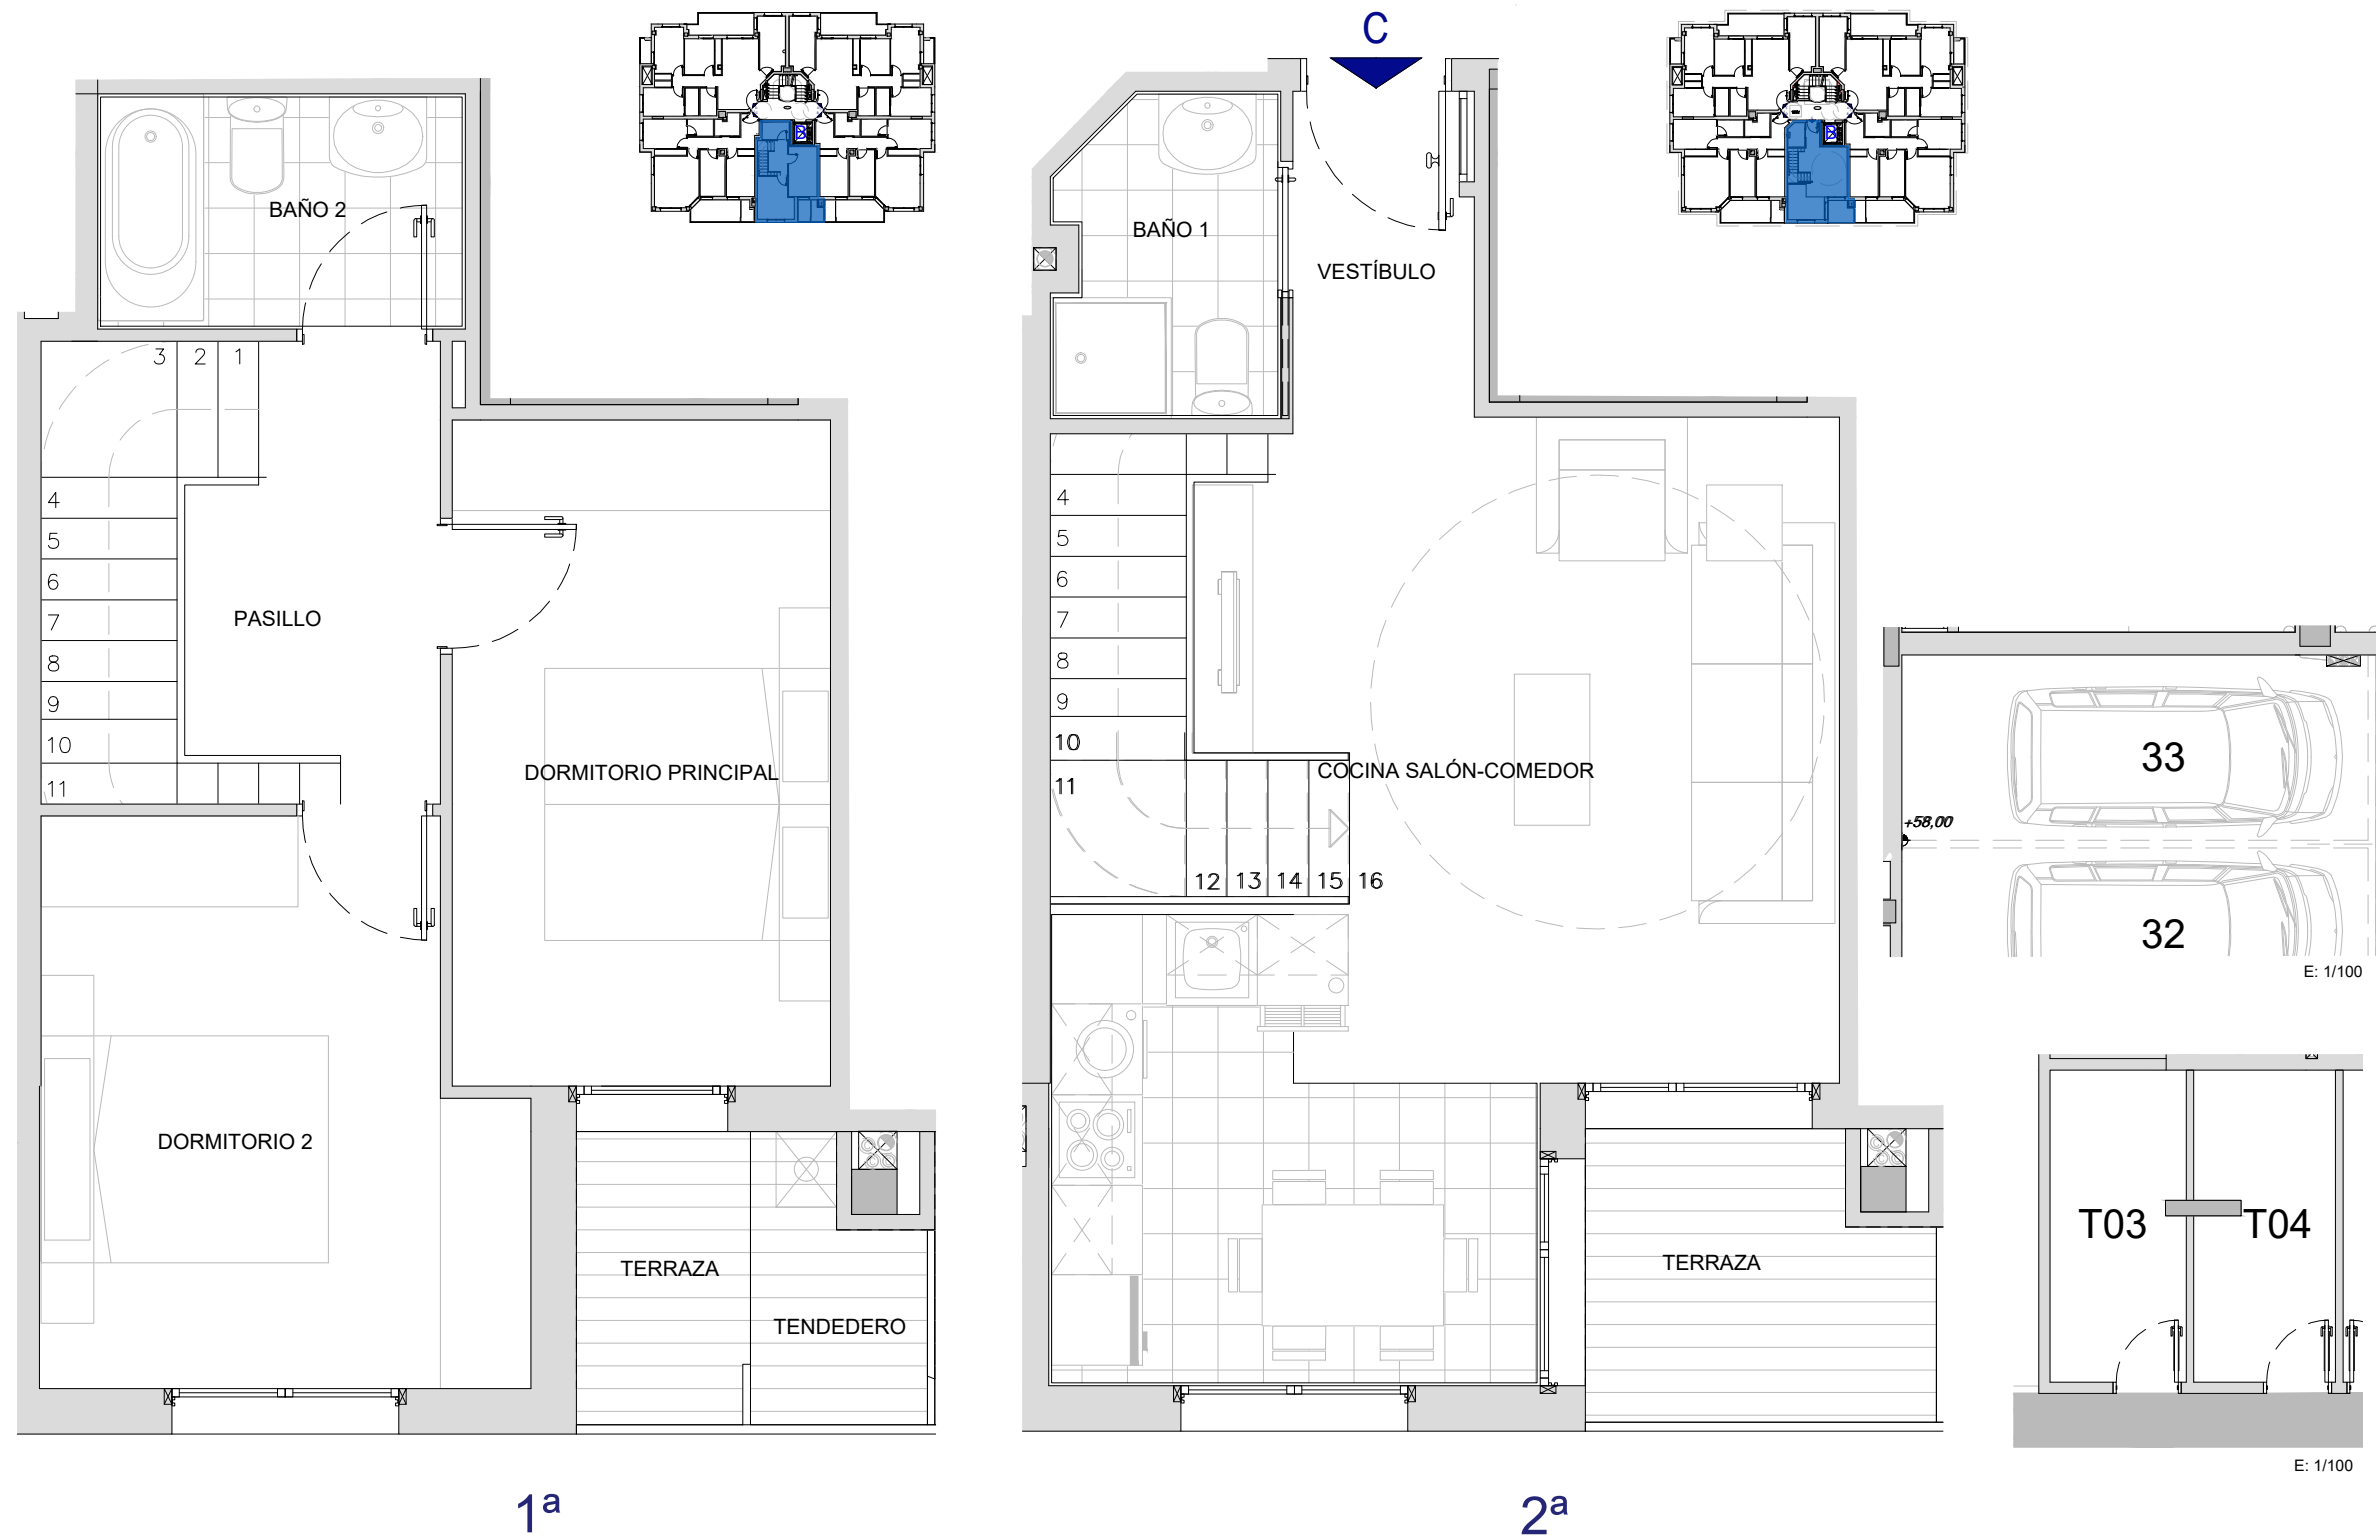 BAÑO 2
3 2 1
4
5
6
7
8
9
10
11
PASILLO
DORMITORIO PRINCIPAL
DORMITORIO 2
TERRAZA
TENDEDERO
1ª
C
BAÑO 1
VESTÍBULO
4
5
6
7
8
9
10
11
12 13 14 15 16
COCINA SALÓN-COMEDOR
TERRAZA
2ª
33
+58,00
32
E: 1/100
T03 T04
E: 1/100